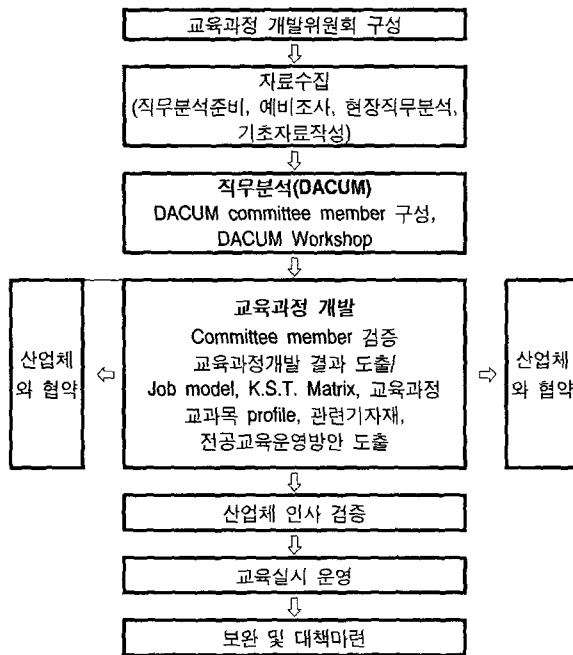 교육과정 개발위원회 구성
자료수집
(직무분석준비, 예비조사, 현장직무분석,
기초자료작성)
직무분석(DACUM)
DACUM committee member 구성,
DACUM Workshop
산업체
와 협약
교육과정 개발
Committee member 검증
교육과정개발 결과 도출/
Job model, K.S.T. Matrix, 교육과정
교과목 profile, 관련기자재,
전공교육운영방안 도출
산업체
와 협약
산업체 인사 검증
교육실시 운영
보완 및 대책마련